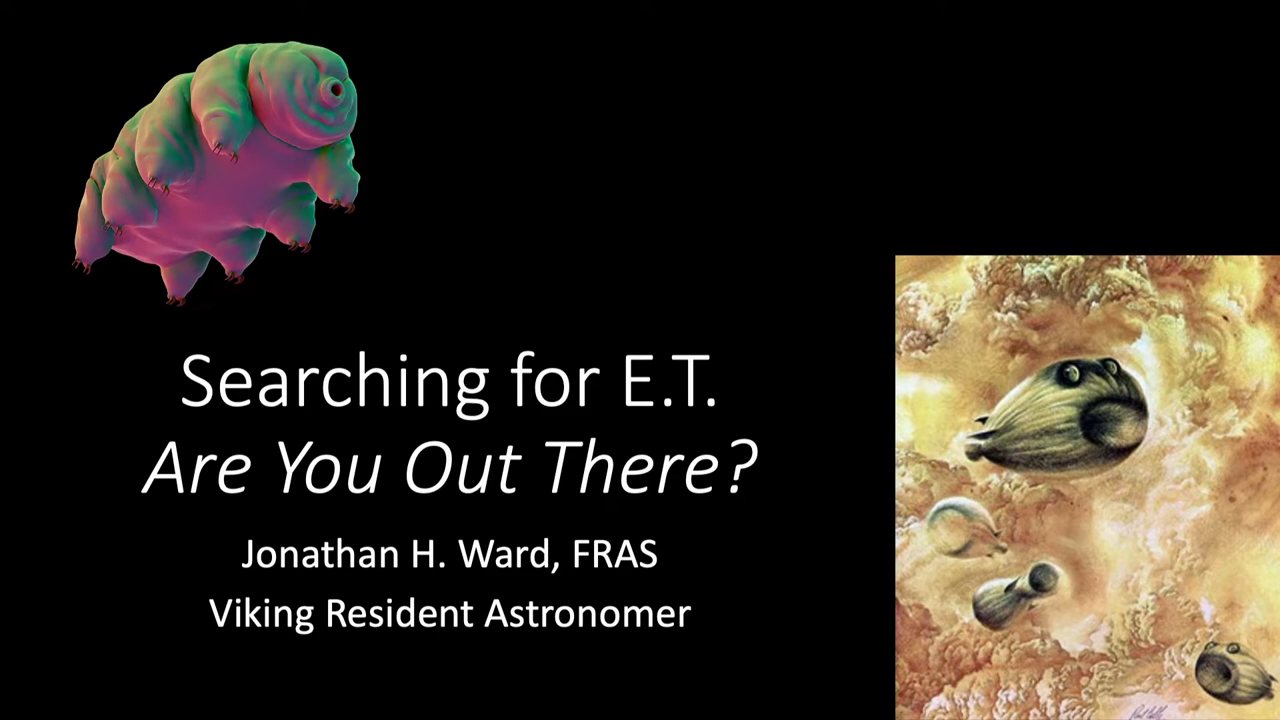 Searching for E.T.
Are You Out There?
Jonathan H. Ward, FRAS
Viking Resident Astronomer